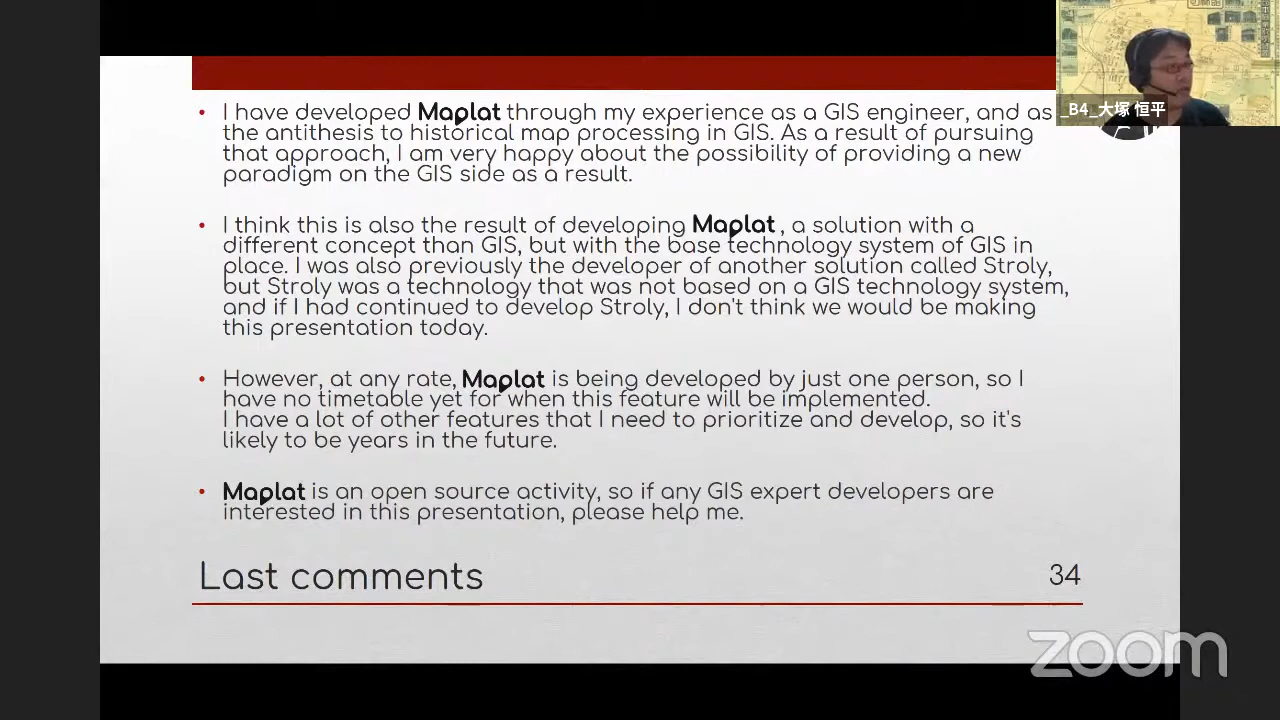 • I have developed Maplat through my experience as a GIS engineer, and as
the antithesis to historical map processing in GIS. As a result of pursuing
that approach, I am very happy about the possibility of providing a new
paradigm on the GIS side as a result.
• I think this is also the result of developing Maplat , a solution with a
different concept than GIS, but with the base technology system of GIS in
place. I was also previously the developer of another solution called Stroly,
but Stroly was a technology that was not based on a GIS technology system,
and if I had continued to develop Stroly, I don't think we would be making
this presentation today.
• However, at any rate, Maplat is being developed by just one person, so I
have no timetable yet for when this feature will be implemented.
I have a lot of other features that I need to prioritize and develop, so it's
likely to be years in the future.
• Maplat is an open source activity, so if any GIS expert developers are
interested in this presentation, please help me.
Last comments
34
_B4_大塚 恒平
zoom